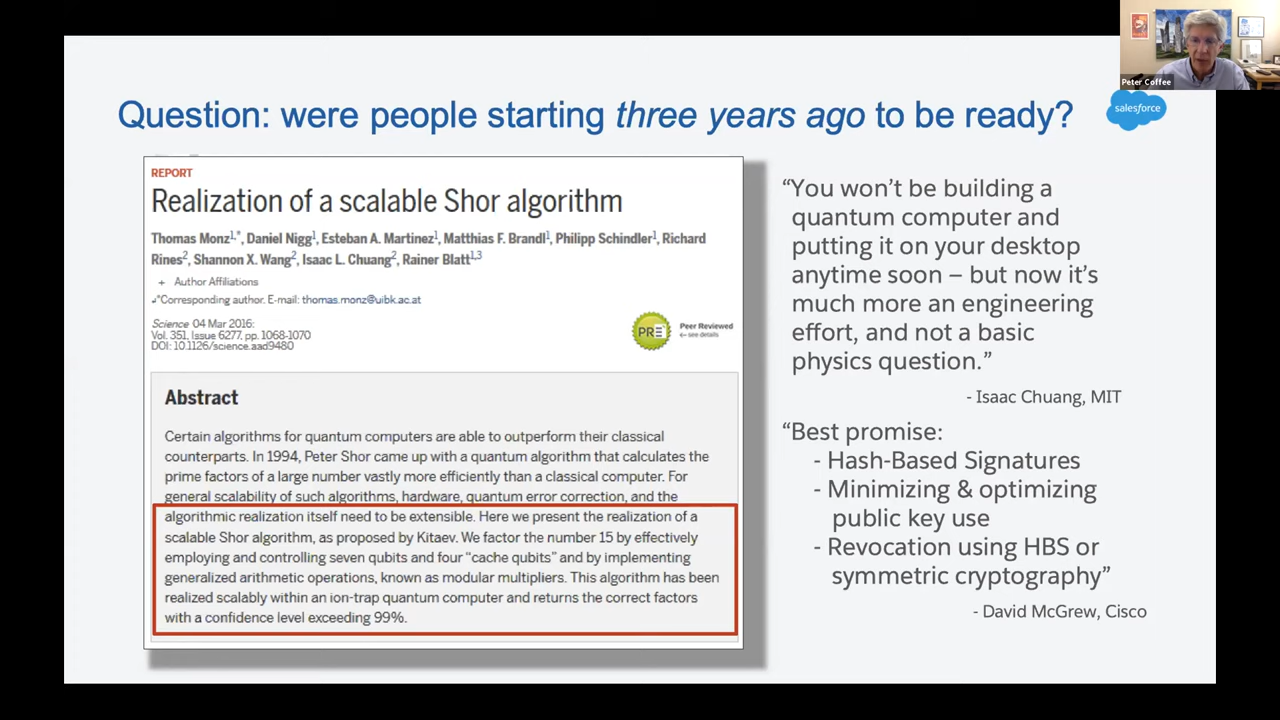 Peter Coffee
Question: were people starting three years ago to be ready?
salesforce
REPORT
Realization of a scalable Shor algorithm
Thomas Monz1,*, Daniel Nigg1, Esteban A. Martinez1, Matthias F. Brandl1, Philipp Schindler1, Richard
Rines2, Shannon X. Wang2, Isaac L. Chuang2, Rainer Blatt1,3
+ Author Affiliations
↲*Corresponding author. E-mail: thomas.monz@uibk.ac.at
Science 04 Mar 2016:
Vol. 351, Issue 6277, pp. 1068-1070
DOI: 10.1126/science.aad9480
PRE
Peer Reviewed
← see details
Abstract
Certain algorithms for quantum computers are able to outperform their classical
counterparts. In 1994, Peter Shor came up with a quantum algorithm that calculates the
prime factors of a large number vastly more efficiently than a classical computer. For
general scalability of such algorithms, hardware, quantum error correction, and the
algorithmic realization itself need to be extensible. Here we present the realization of a
scalable Shor algorithm, as proposed by Kitaev. We factor the number 15 by effectively
employing and controlling seven qubits and four “cache qubits” and by implementing
generalized arithmetic operations, known as modular multipliers. This algorithm has been
realized scalably within an ion-trap quantum computer and returns the correct factors
with a confidence level exceeding 99%.
“You won’t be building a
quantum computer and
putting it on your desktop
anytime soon – but now it’s
much more an engineering
effort, and not a basic
physics question.”
- Isaac Chuang, MIT
“Best promise:
- Hash-Based Signatures
- Minimizing & optimizing
public key use
- Revocation using HBS or
symmetric cryptography”
- David McGrew, Cisco